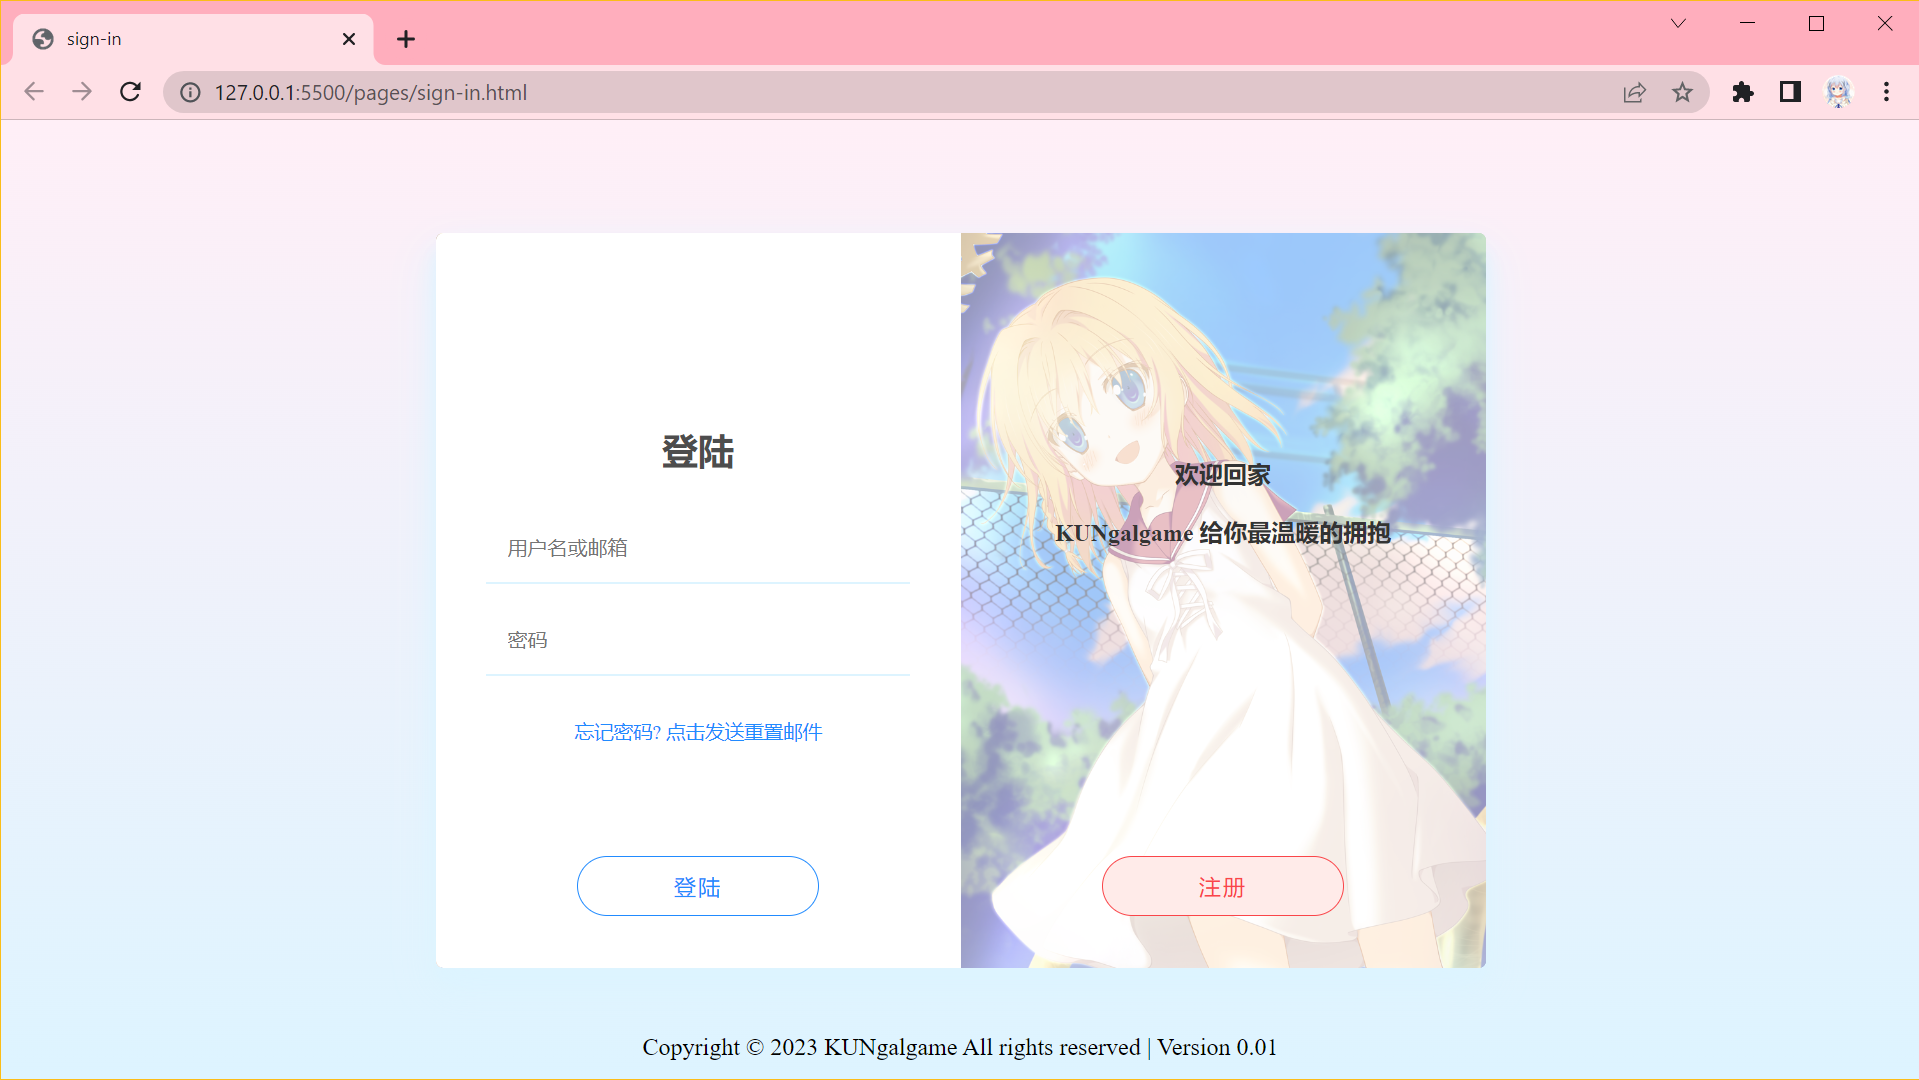 sign-in
127.0.0.1:5500/pages/sign-in.html
登陆
用户名或邮箱
密码
忘记密码? 点击发送重置邮件
登陆
欢迎回家
KUNgalgame 给你最温暖的拥抱
注册
Copyright © 2023 KUNgalgame All rights reserved | Version 0.01